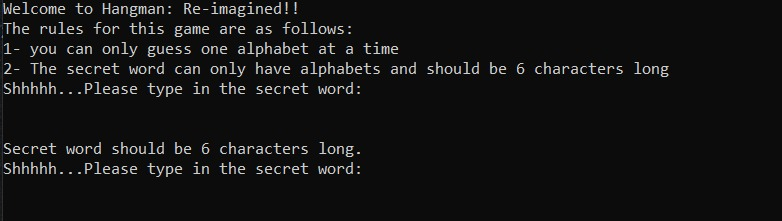 Welcome to Hangman: Re-imagined!!
The rules for this game are as follows:
1- you can only guess one alphabet at a time
2- The secret word can only have alphabets and should be 6 characters long
Shhhhh...Please type in the secret word:
Secret word should be 6 characters long.
Shhhhh...Please type in the secret word: